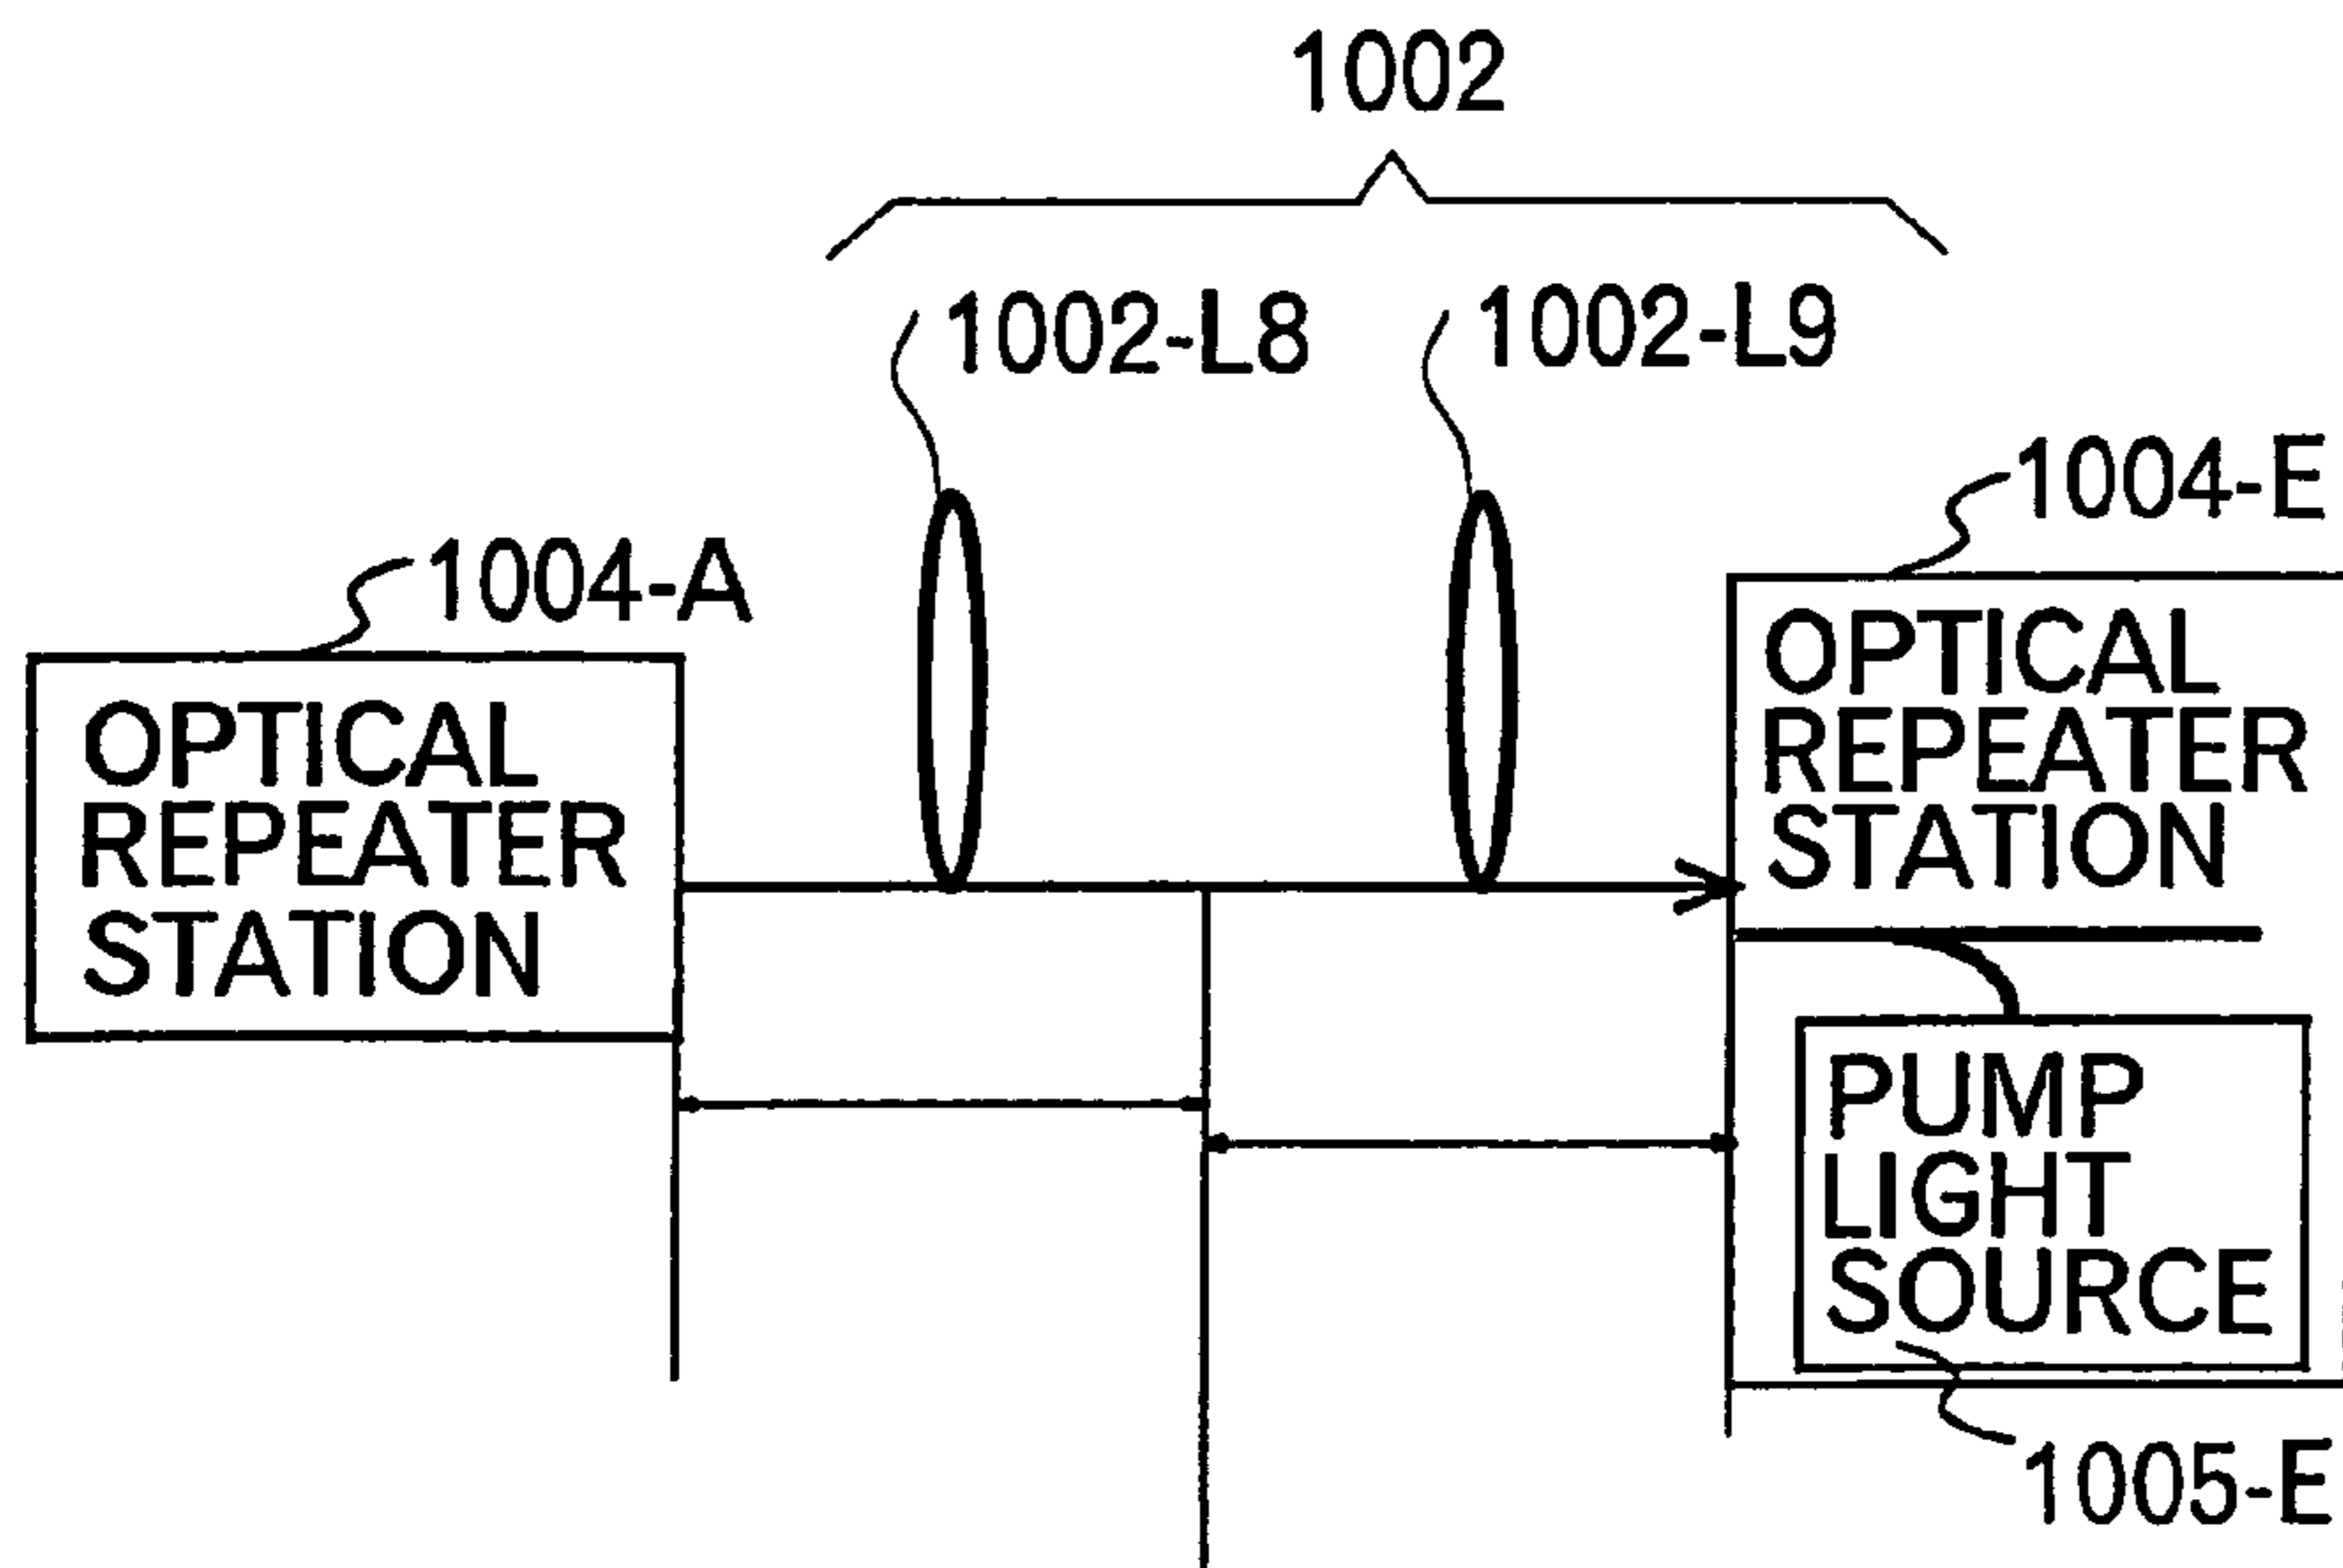 1002
1002-L8
1002-L9
1004-E
1004-A
OPTICAL
REPEATER
STATION
OPTICAL
REPEATER
STATION
PUMP
LIGHT
SOURCE
1005-E